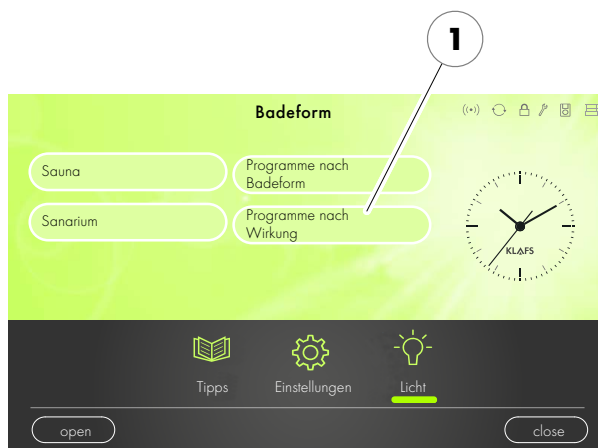 1
Badeform
Sauna
Programme nach
Badeform
Sanarium
Programme nach
Wirkung
KLAFS
Tipps
Einstellungen
Licht
open
close